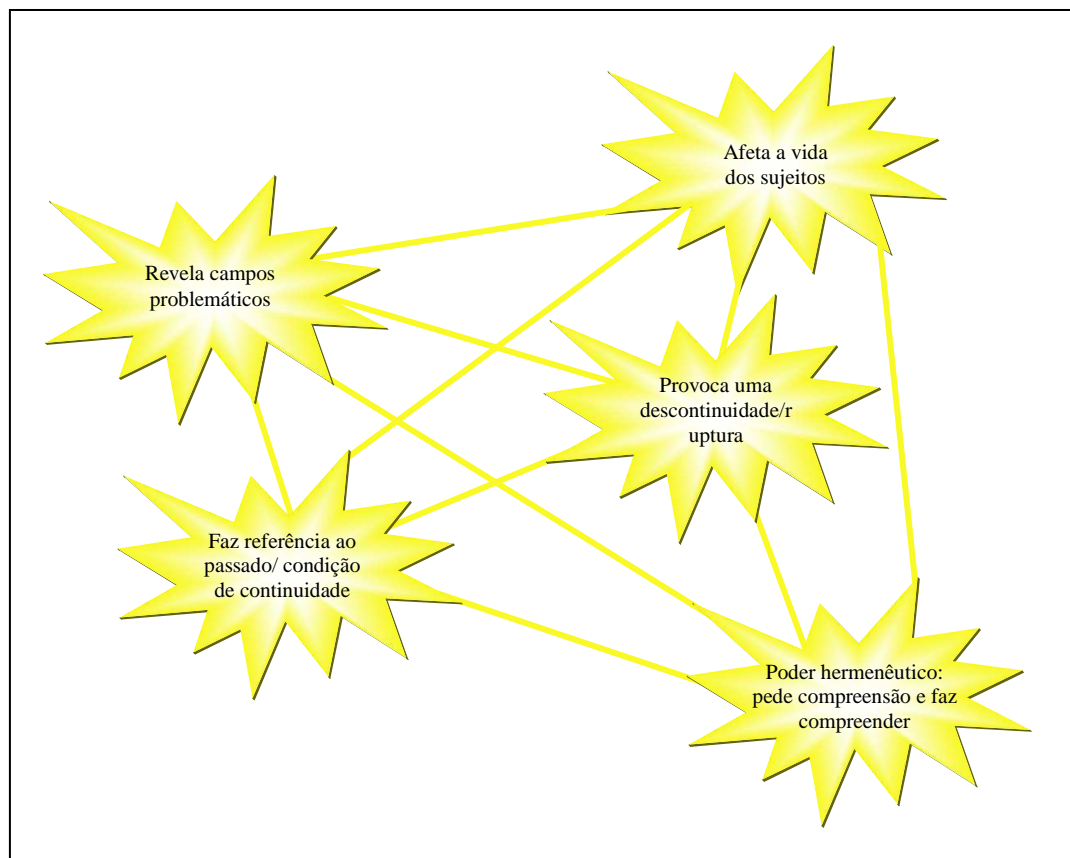 Afeta a vida
dos sujeitos
Revela campos
problemáticos
Provoca uma
descontinuidade/r
uptura
Faz referência ao
passado/ condição
de continuidade
Poder hermenêutico:
pede compreensão e faz
compreender